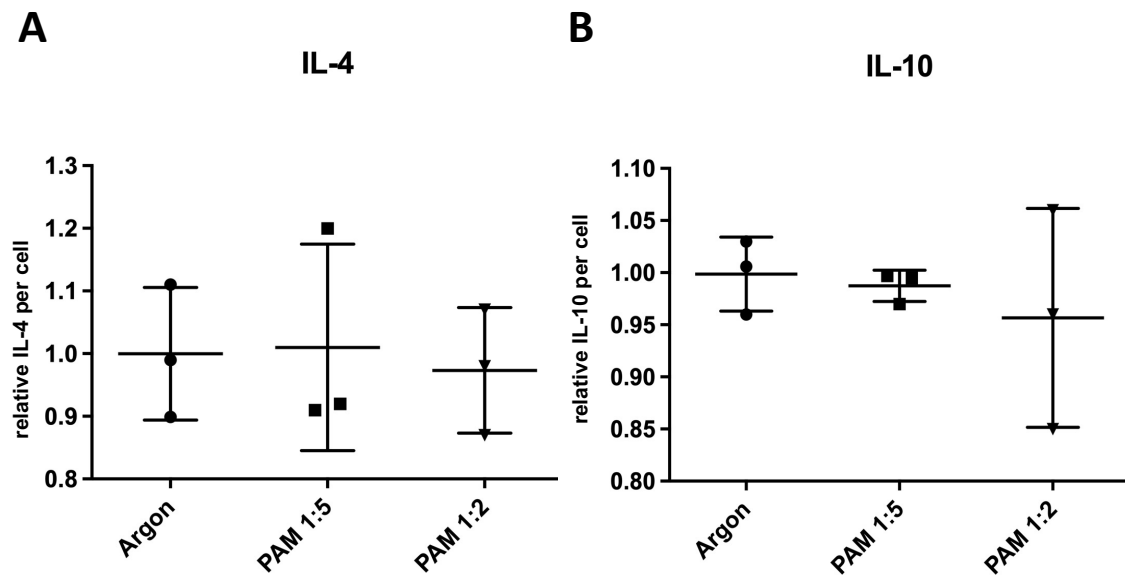 A
IL-4
relative IL-4 per cell
1.3
1.2
1.1
1.0
0.9
0.8
Argon
PAM 1:5
PAM 1:2
B
IL-10
relative IL-10 per cell
1.10
1.05
1.00
0.95
0.90
0.85
0.80
Argon
PAM 1:5
PAM 1:2